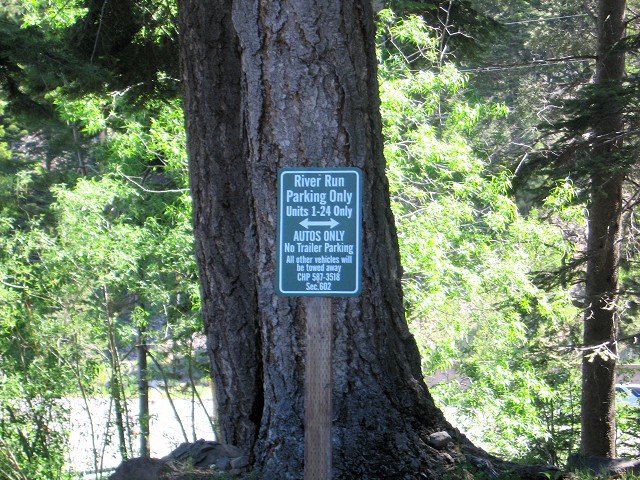 River Run
Parking Only
Units 1-24 Only
AUTOS ONLY
No Trailer Parking
All other vehicles will
be towed away
CHP 587-3518
Sec.602